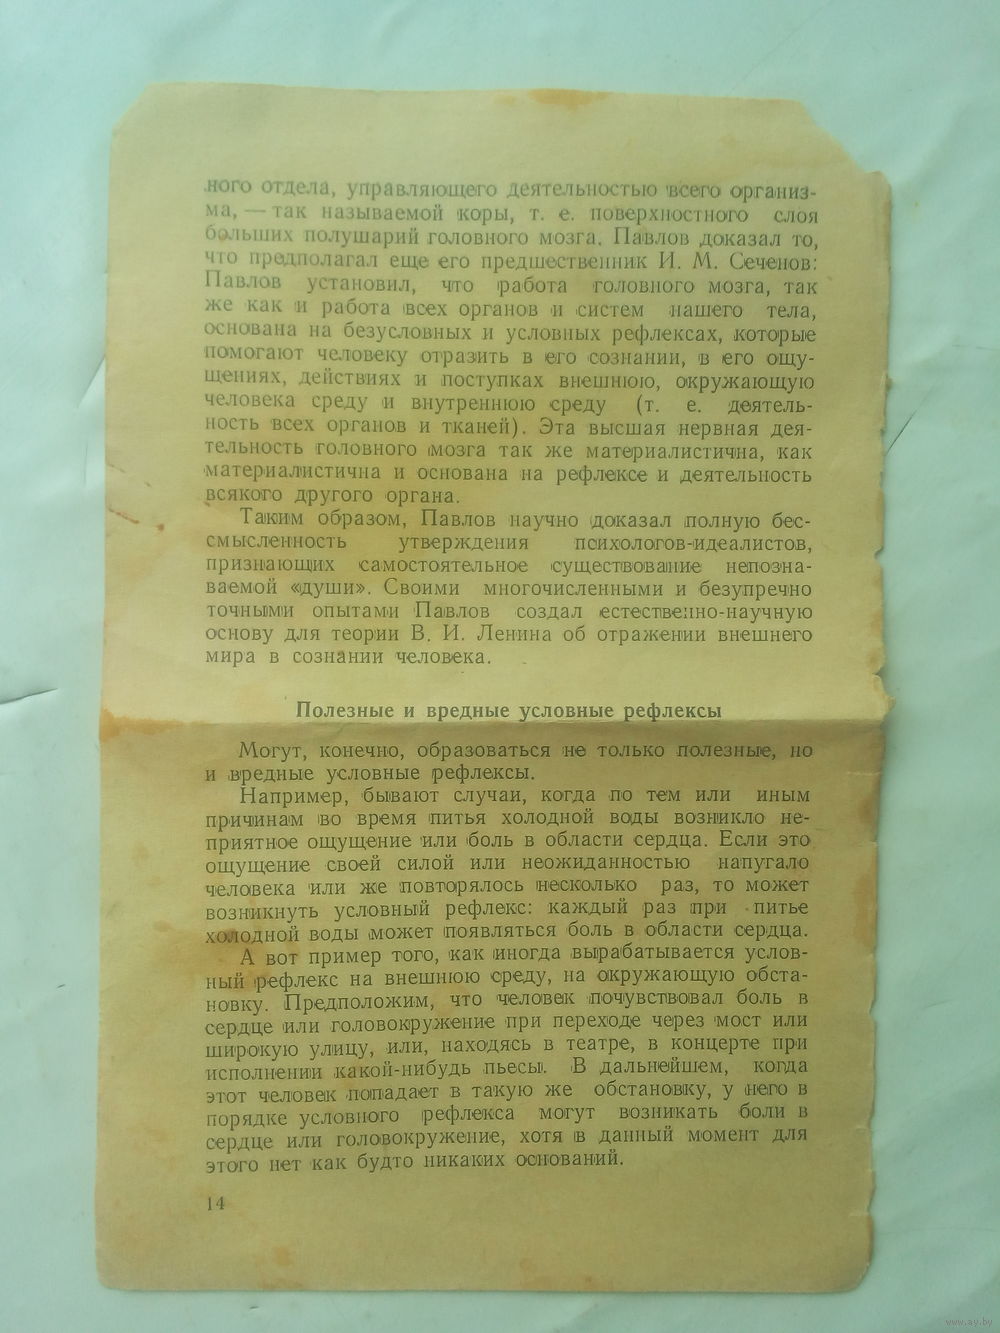 ного отдела, управляющего деятельностью всего организ-
ма, — так называемой коры, т. е. поверхностного слоя
больших полушарий головного мозга. Павлов доказал то,
что предполагал еще его предшественник И. М. Сеченов:
Павлов установил, что работа головного мозга, так
же как и работа всех органов и систем нашего тела,
основана на безусловных и условных рефлексах, которые
помогают человеку отразить в его сознании, в его ощу-
щениях, действиях и поступках внешнюю, окружающую
человека среду и внутреннюю среду (т. е. деятель-
ность всех органов и тканей). Эта высшая нервная дея-
тельность головного мозга так же материалистична, как
материалистична и основана на рефлексе и деятельность
всякого другого органа.
Таким образом, Павлов научно доказал полную бес-
смысленность утверждения психологов-идеалистов,
признающих самостоятельное существование непозна-
ваемой «души». Своими многочисленными и безупречно
точными опытами Павлов создал естественно-научную
основу для теории В. И. Ленина об отражении внешнего
мира в сознании человека.
Полезные и вредные условные рефлексы
Могут, конечно, образоваться не только полезные, но
и вредные условные рефлексы.
Например, бывают случаи, когда по тем или иным
причинам во время питья холодной воды возникло не-
приятное ощущение или боль в области сердца. Если это
ощущение своей силой или неожиданностью напугало
человека или же повторялось несколько раз, то может
возникнуть условный рефлекс: каждый раз при питье
холодной воды может появляться боль в области сердца.
А вот пример того, как иногда вырабатывается услов-
ный рефлекс на внешнюю среду, на окружающую обста-
новку. Предположим, что человек почувствовал боль в
сердце или головокружение при переходе через мост или
широкую улицу, или, находясь в театре, в концерте при
исполнении какой-нибудь пьесы. В дальнейшем, когда
этот человек попадает в такую же обстановку, у него в
порядке условного рефлекса могут возникать боли в
сердце или головокружение, хотя в данный момент для
этого нет как будто никаких оснований.
14
www.ay.by